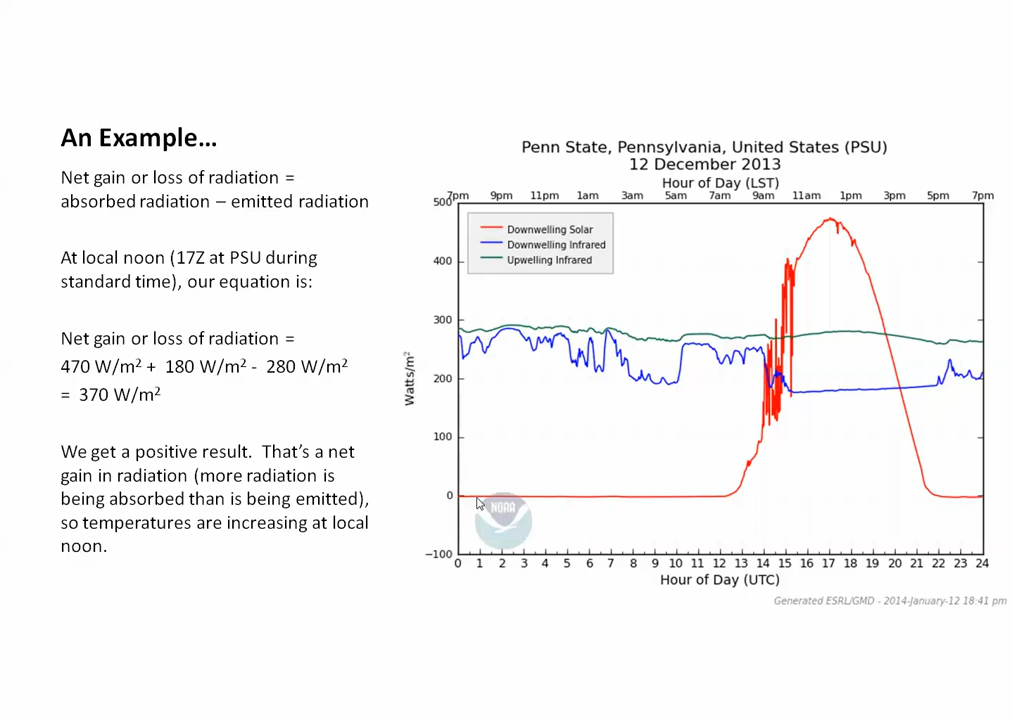 An Example...
Net gain or loss of radiation =
absorbed radiation – emitted radiation
At local noon (17Z at PSU during
standard time), our equation is:
Net gain or loss of radiation =
470 W/m² + 180 W/m² - 280 W/m²
= 370 W/m²
We get a positive result. That’s a net
gain in radiation (more radiation is
being absorbed than is being emitted),
so temperatures are increasing at local
noon.
Penn State, Pennsylvania, United States (PSU)
12 December 2013
Hour of Day (LST)
7pm 9pm 11pm 1am 3am 5am 7am 9am 11am 1pm 3pm 5pm 7pm
Downwelling Solar
Downwelling Infrared
Upwelling Infrared
500
400
300
200
100
0
−100
Watts/m²
NOAA
0 1 2 3 4 5 6 7 8 9 10 11 12 13 14 15 16 17 18 19 20 21 22 23 24
Hour of Day (UTC)
Generated ESRL/GMD - 2014-January-12 18:41 pm